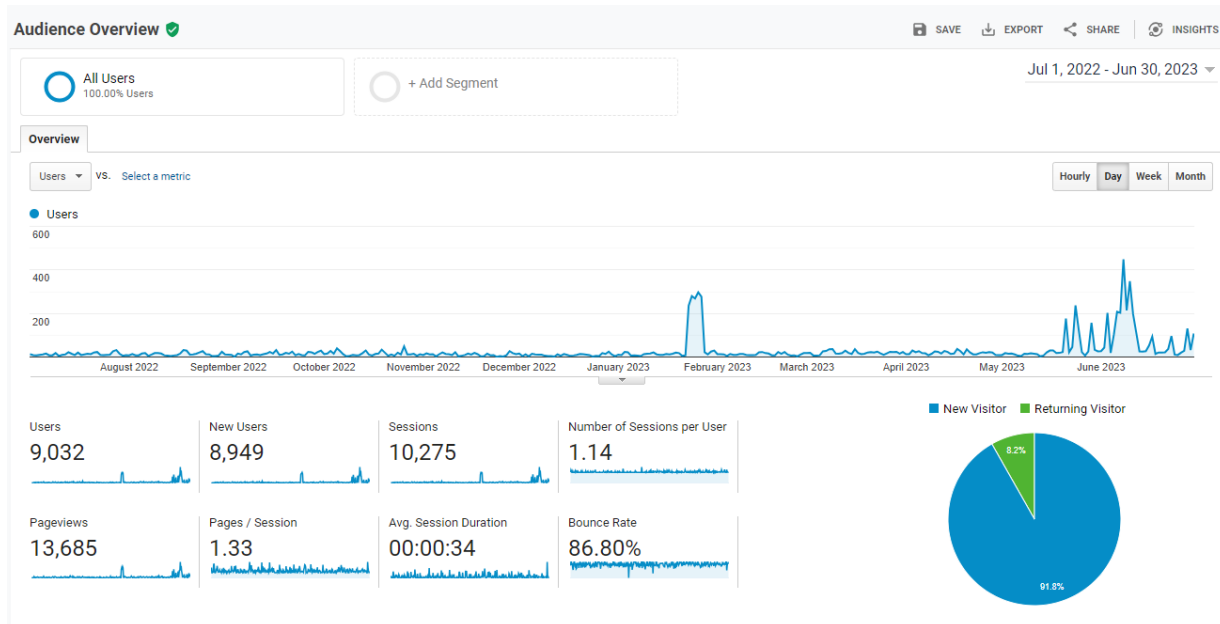 Audience Overview
SAVE EXPORT SHARE INSIGHTS
All Users
100.00% Users
+ Add Segment
Jul 1, 2022 - Jun 30, 2023
Overview
Users VS. Select a metric
Hourly Day Week Month
Users
600
400
200
August 2022 September 2022 October 2022 November 2022 December 2022 January 2023 February 2023 March 2023 April 2023 May 2023 June 2023
New Visitor Returning Visitor
Users New Users Sessions Number of Sessions per User
9,032 8,949 10,275 1.14
Pageviews Pages / Session Avg. Session Duration Bounce Rate
13,685 1.33 00:00:34 86.80%
8.2%
91.8%